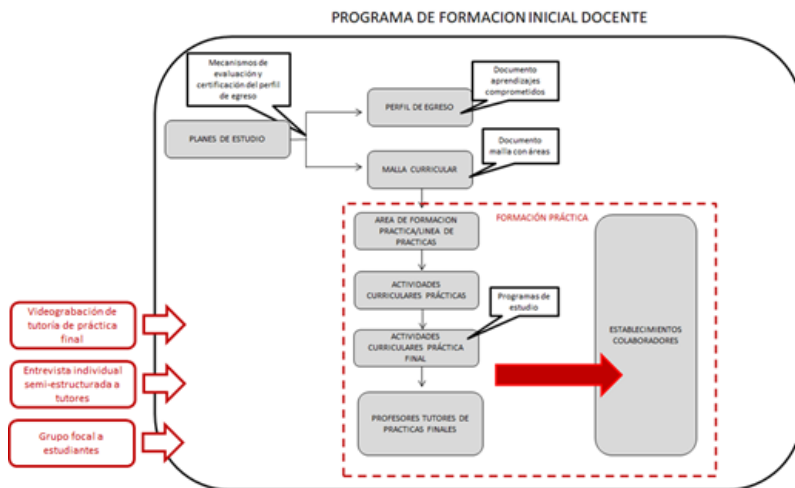 PROGRAMA DE FORMACION INICIAL DOCENTE
Mecanismos de
evaluación y
certificación del perfil
de egreso
Documento
aprendizajes
comprometidos
PERFIL DE EGRESO
PLANES DE ESTUDIO
Documento
malla con áreas
MALLA CURRICULAR
AREA DE FORMACION
PRACTICA/LINEA DE
PRACTICAS
FORMACIÓN PRÁCTICA
ACTIVIDADES
CURRICULARES PRÁCTICAS
Programas de
estudio
ACTIVIDADES
CURRICULARES PRÁCTICA
FINAL
ESTABLECIMIENTOS
COLABORADORES
PROFESORES TUTORES DE
PRACTICAS FINALES
Videograbación de
tutoría de práctica
final
Entrevista individual
semi-estructurada a
tutores
Grupo focal a
estudiantes